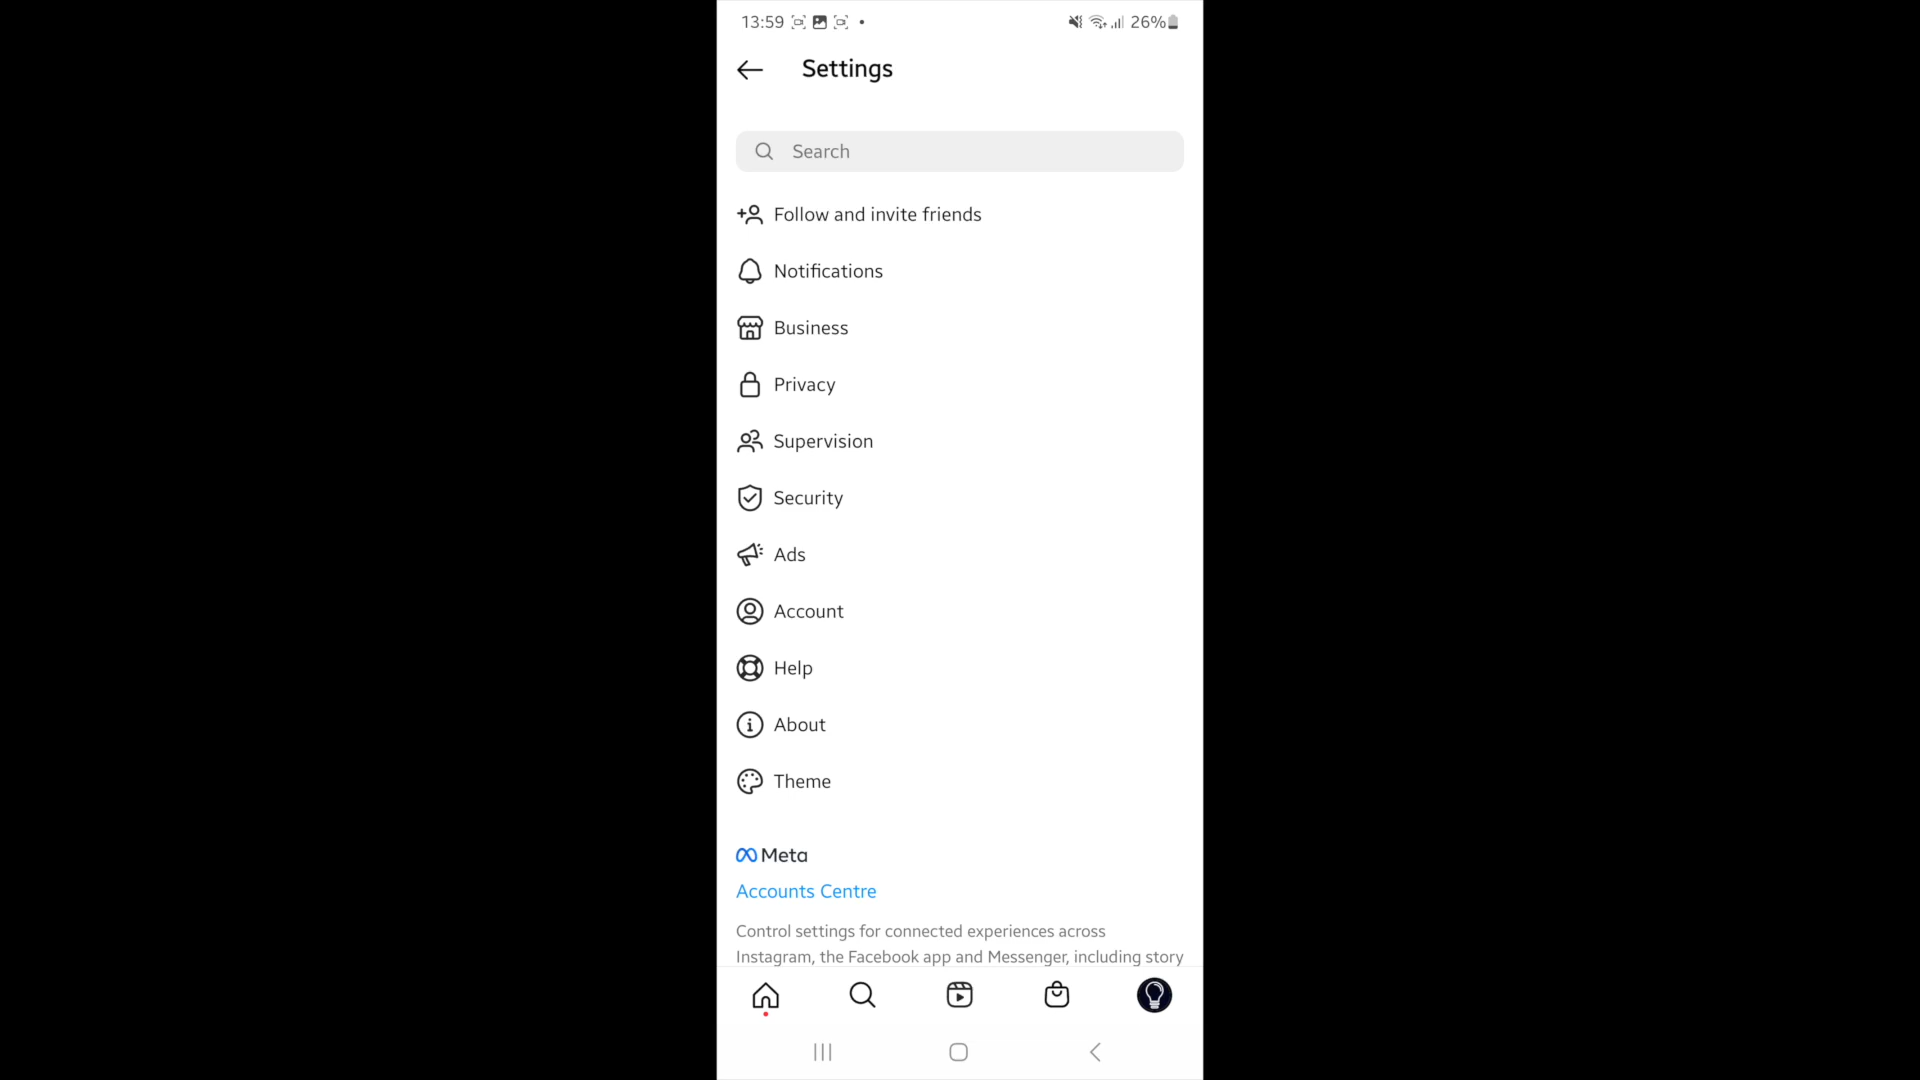 13:59 26%
Settings
Search
Follow and invite friends
Notifications
Business
Privacy
Supervision
Security
Ads
Account
Help
About
Theme
Meta
Accounts Centre
Control settings for connected experiences across
Instagram, the Facebook app and Messenger, including story